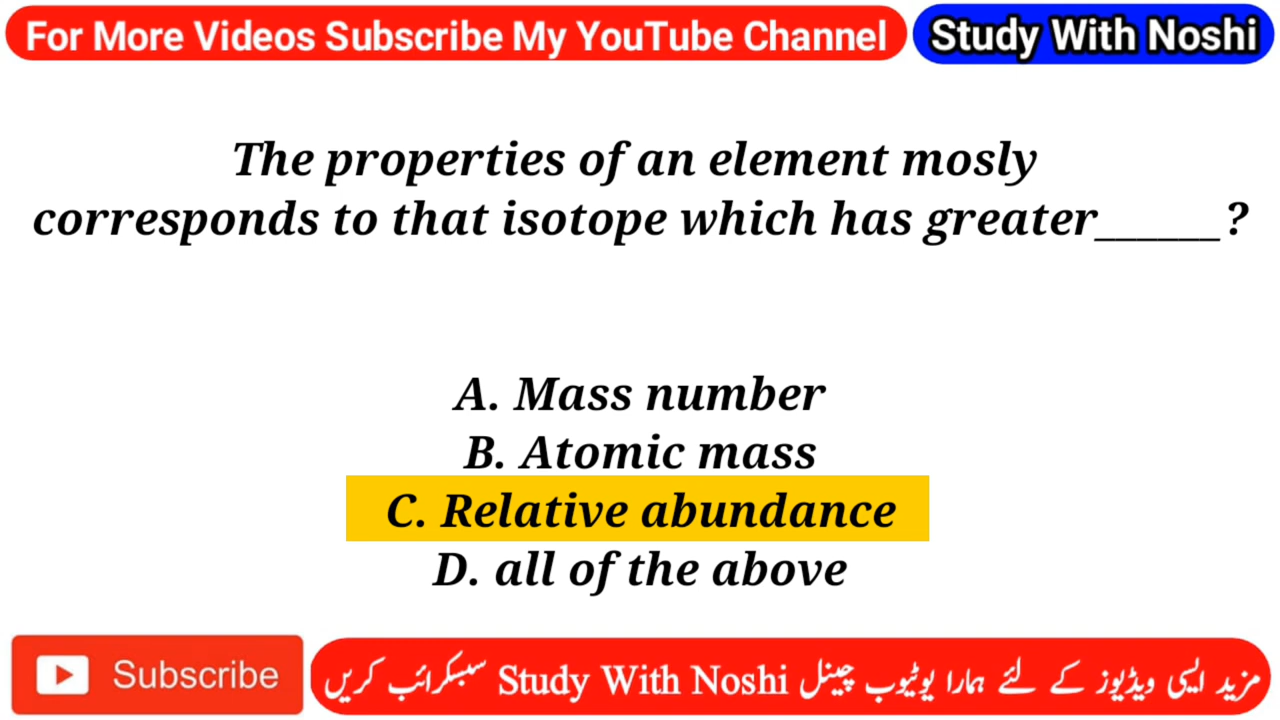 For More Videos Subscribe My YouTube Channel
Study With Noshi
The properties of an element mosly
corresponds to that isotope which has greater______?
A. Mass number
B. Atomic mass
C. Relative abundance
D. all of the above
Subscribe
مزید ایسی ویڈیوز کے لئے ہمارا یوٹیوب چینل Study With Noshi سبسکرائب کریں